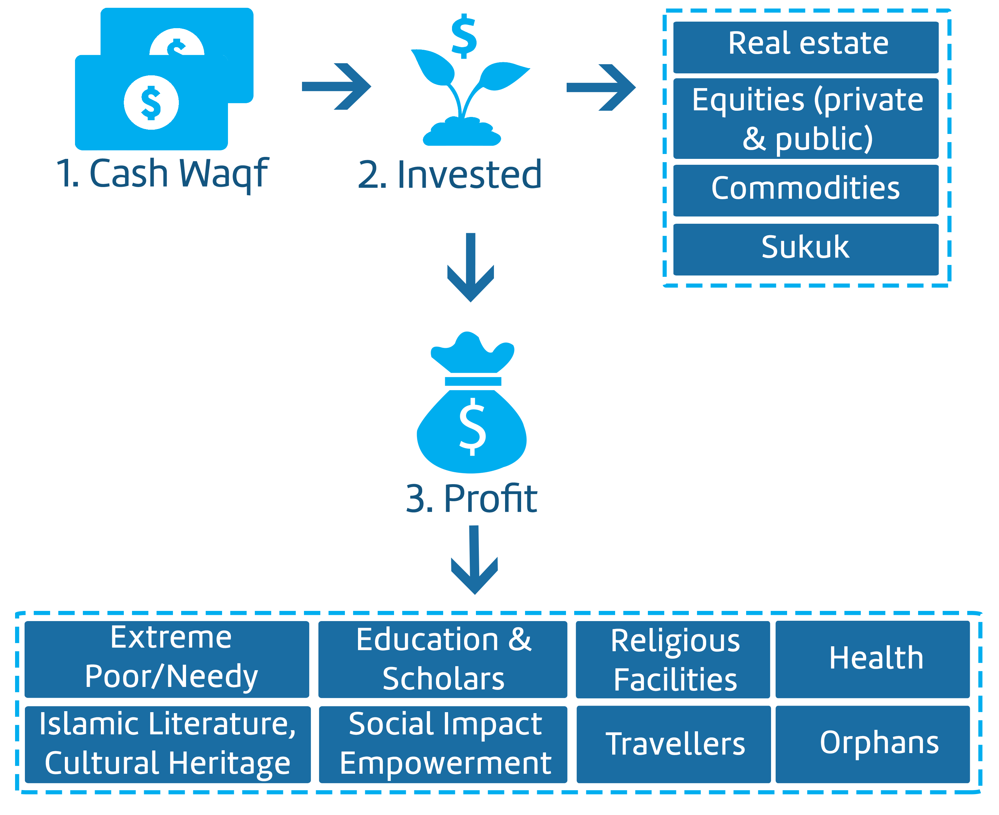 $
$
$
1. Cash Waqf
2. Invested
Real estate
Equities (private
& public)
Commodities
Sukuk
$
3. Profit
Extreme
Poor/Needy
Education &
Scholars
Religious
Facilities
Health
Islamic Literature,
Cultural Heritage
Social Impact
Empowerment
Travellers
Orphans